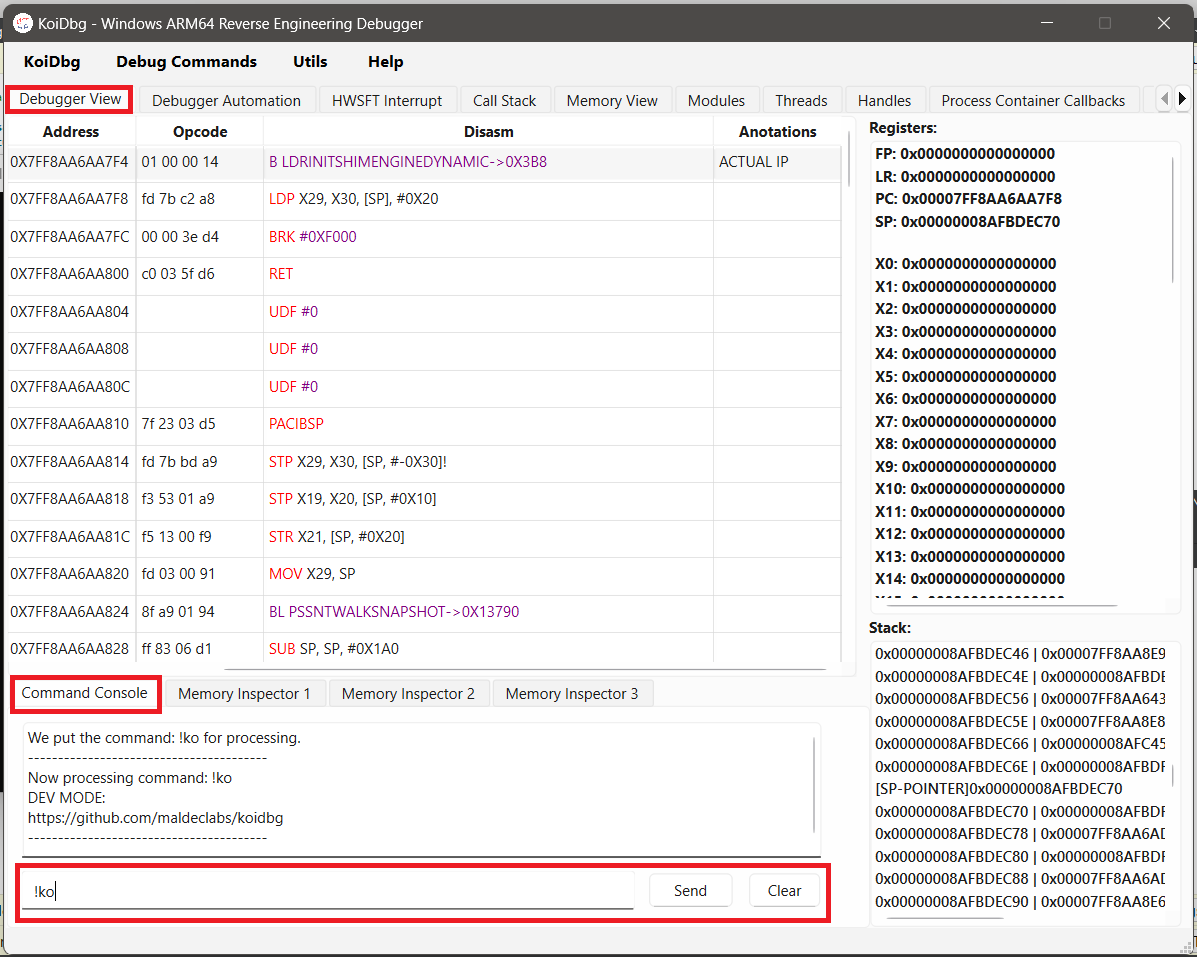 KoiDbg - Windows ARM64 Reverse Engineering Debugger
KoiDbg Debug Commands Utils Help
Debugger View Debugger Automation HWSFT Interrupt Call Stack Memory View Modules Threads Handles Process Container Callbacks
Address Opcode Disasm Anotations
0X7FF8AA6AA7F4 01 00 00 14 B LDRINITSHIMENGINEDYNAMIC->0X3B8 ACTUAL IP
0X7FF8AA6AA7F8 fd 7b c2 a8 LDP X29, X30, [SP], #0X20
0X7FF8AA6AA7FC 00 00 3e d4 BRK #0XF000
0X7FF8AA6AA800 c0 03 5f d6 RET
0X7FF8AA6AA804 UDF #0
0X7FF8AA6AA808 UDF #0
0X7FF8AA6AA80C UDF #0
0X7FF8AA6AA810 7f 23 03 d5 PACIBSP
0X7FF8AA6AA814 fd 7b bd a9 STP X29, X30, [SP, #-0X30]!
0X7FF8AA6AA818 f3 53 01 a9 STP X19, X20, [SP, #0X10]
0X7FF8AA6AA81C f5 13 00 f9 STR X21, [SP, #0X20]
0X7FF8AA6AA820 fd 03 00 91 MOV X29, SP
0X7FF8AA6AA824 8f a9 01 94 BL PSSNTWALKSNAPSHOT->0X13790
0X7FF8AA6AA828 ff 83 06 d1 SUB SP, SP, #0X1A0
Registers:
FP: 0x0000000000000000
LR: 0x0000000000000000
PC: 0x00007FF8AA6AA7F8
SP: 0x00000008AFBDEC70
X0: 0x0000000000000000
X1: 0x0000000000000000
X2: 0x0000000000000000
X3: 0x0000000000000000
X4: 0x0000000000000000
X5: 0x0000000000000000
X6: 0x0000000000000000
X7: 0x0000000000000000
X8: 0x0000000000000000
X9: 0x0000000000000000
X10: 0x0000000000000000
X11: 0x0000000000000000
X12: 0x0000000000000000
X13: 0x0000000000000000
X14: 0x0000000000000000
Stack:
0x00000008AFBDEC46 | 0x00007FF8AA8E9
0x00000008AFBDEC4E | 0x00000008AFBDE
0x00000008AFBDEC56 | 0x00007FF8AA643
0x00000008AFBDEC5E | 0x00007FF8AA8E8
0x00000008AFBDEC66 | 0x00000008AFC45
0x00000008AFBDEC6E | 0x00000008AFBDF
[SP-POINTER]0x00000008AFBDEC70
0x00000008AFBDEC70 | 0x00000008AFBDF
0x00000008AFBDEC78 | 0x00007FF8AA6AD
0x00000008AFBDEC80 | 0x00000008AFBDF
0x00000008AFBDEC88 | 0x00007FF8AA6AD
0x00000008AFBDEC90 | 0x00007FF8AA8E6
Command Console Memory Inspector 1 Memory Inspector 2 Memory Inspector 3
We put the command: !ko for processing.
---------------------------------------
Now processing command: !ko
DEV MODE:
https://github.com/maldeclabs/koidbg
---------------------------------------
!ko Send Clear